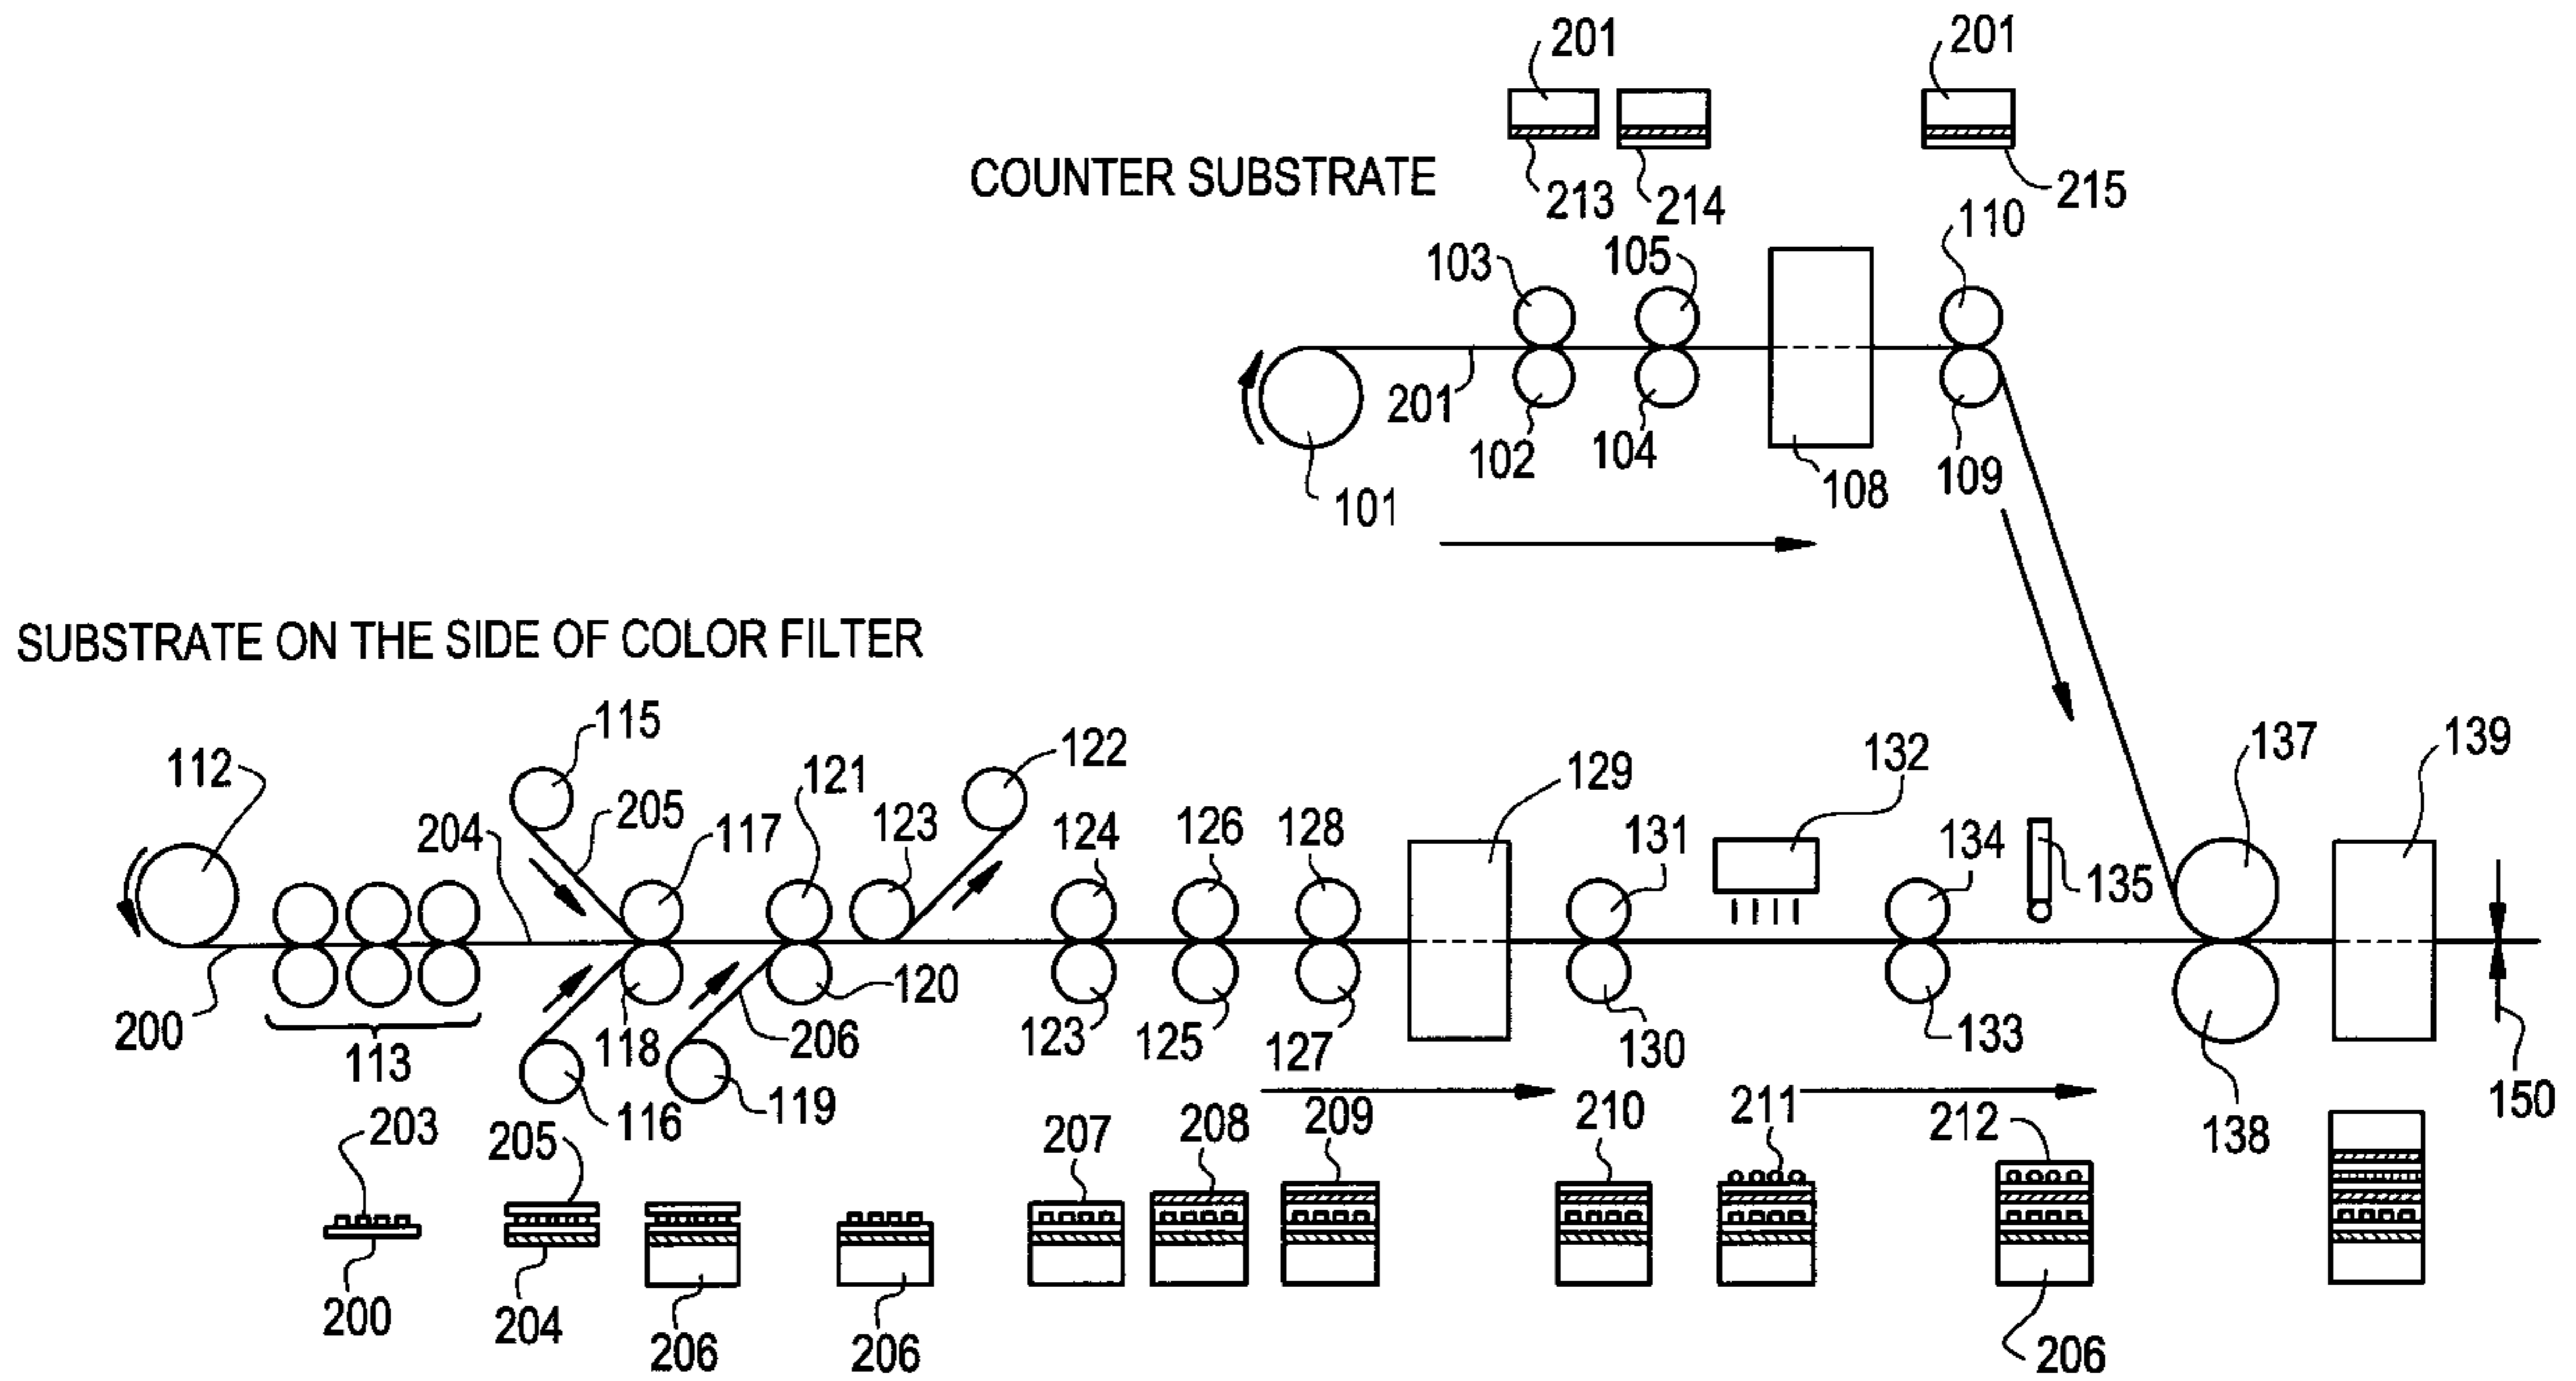 201 201
COUNTER SUBSTRATE
213 214 215
103 105 110
201
102 104 108 109
101
SUBSTRATE ON THE SIDE OF COLOR FILTER
115 122 137 139
112 121 129 132
205 117 123 124 126 128 131 134 135
204
200 118 206 120 123 125 127 130 133
113
116 119 138 150
203 205 207 208 209 210 211 212
200 204 206 206 206